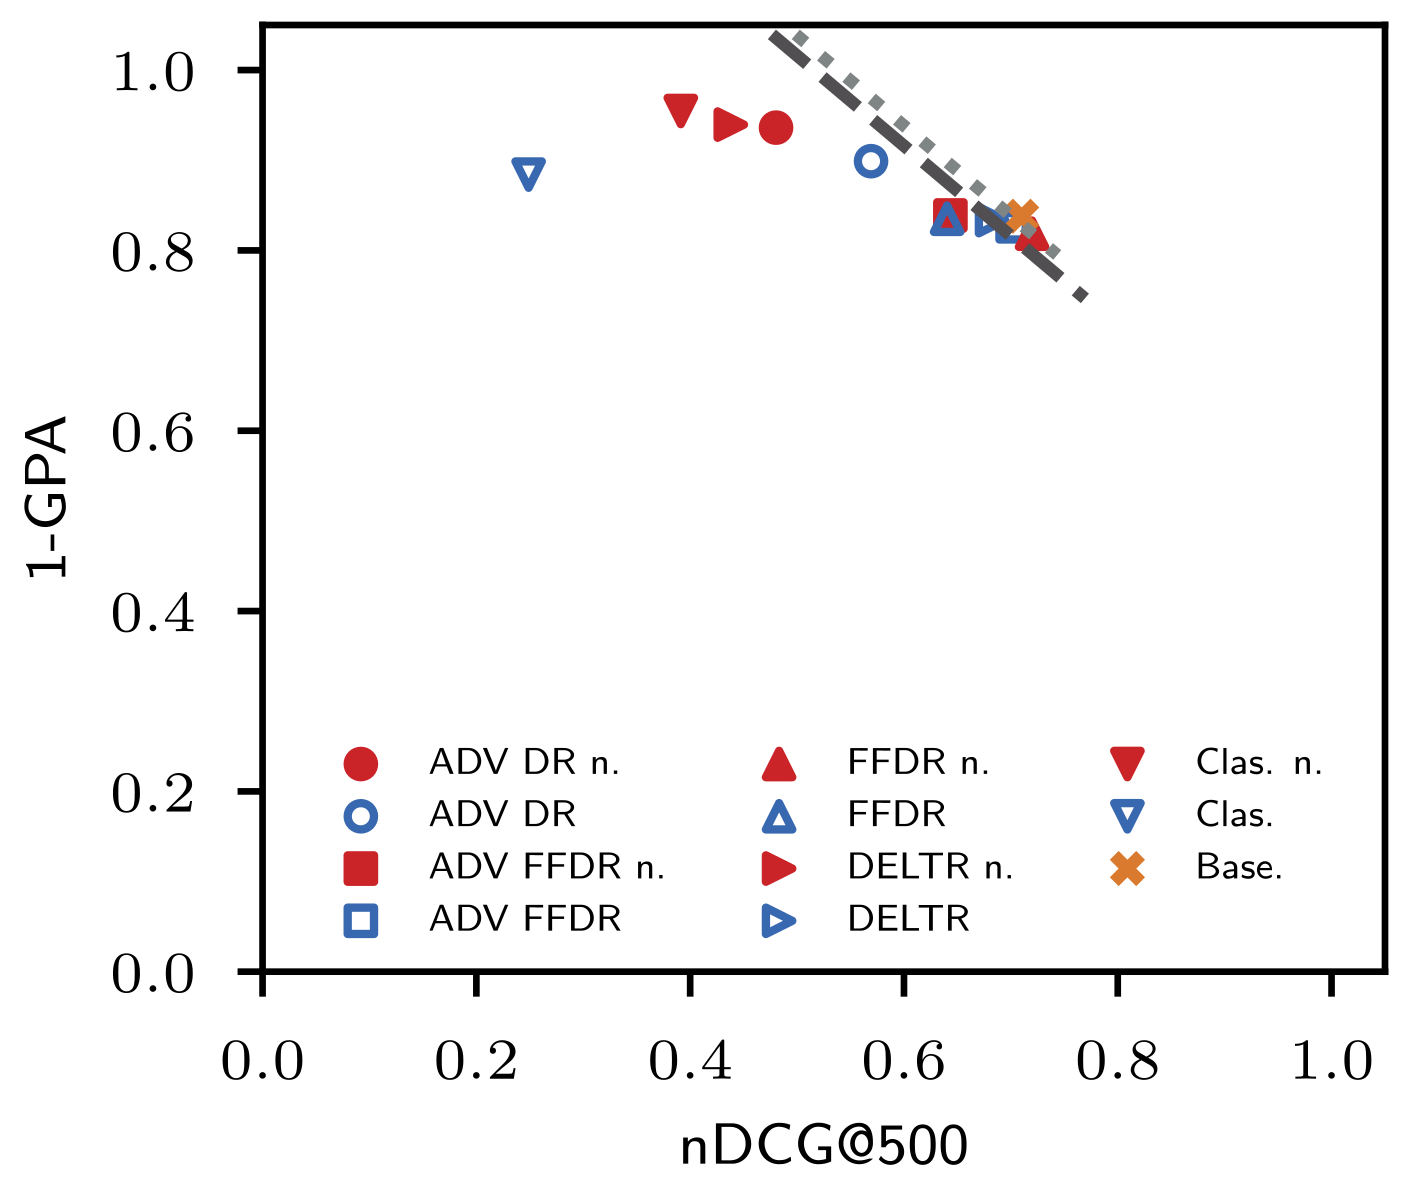 1.0
0.8
0.6
0.4
0.2
0.0
1-GPA
ADV DR n.
ADV DR
ADV FFDR n.
ADV FFDR
FFDR n.
FFDR
DELTR n.
DELTR
Clas. n.
Clas.
Base.
0.0 0.2 0.4 0.6 0.8 1.0
nDCG@500